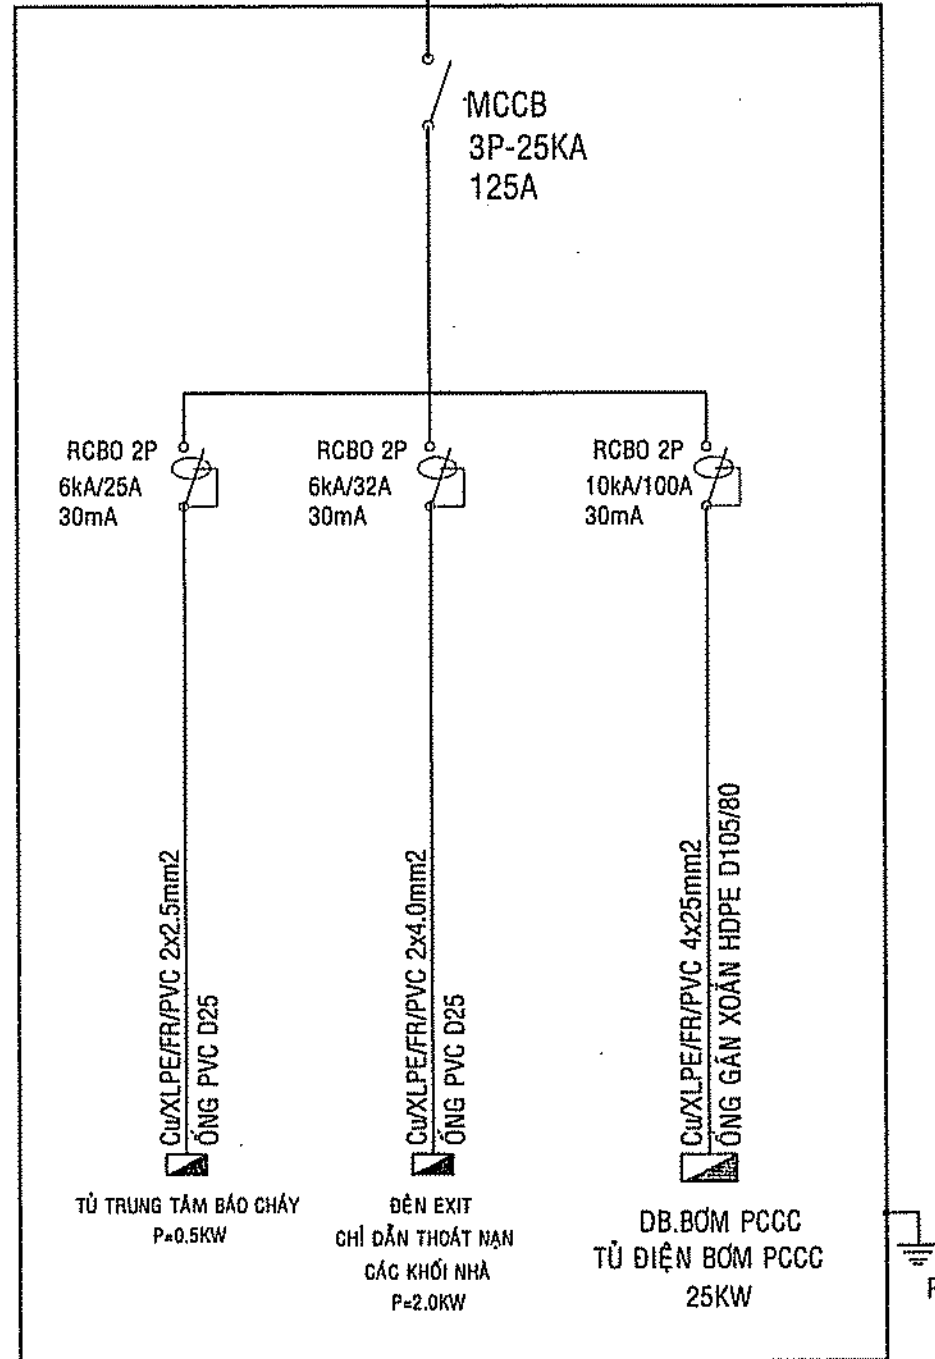 MCCB
3P-25KA
125A
RCBO 2P
6kA/25A
30mA
RCBO 2P
6kA/32A
30mA
RCBO 2P
10kA/100A
30mA
Cu/XLPE/FR/PVC 2x2.5mm2
ỐNG PVC D25
Cu/XLPE/FR/PVC 2x4.0mm2
ỐNG PVC D25
Cu/XLPE/FR/PVC 4x25mm2
ỐNG GÂN XOẮN HDPE D105/80
TỦ TRUNG TÂM BÁO CHÁY
P=0.5KW
ĐÈN EXIT
CHỈ DẪN THOÁT NẠN
CÁC KHỐI NHÀ
P=2.0KW
DB.BƠM PCCC
TỦ ĐIỆN BƠM PCCC
25KW